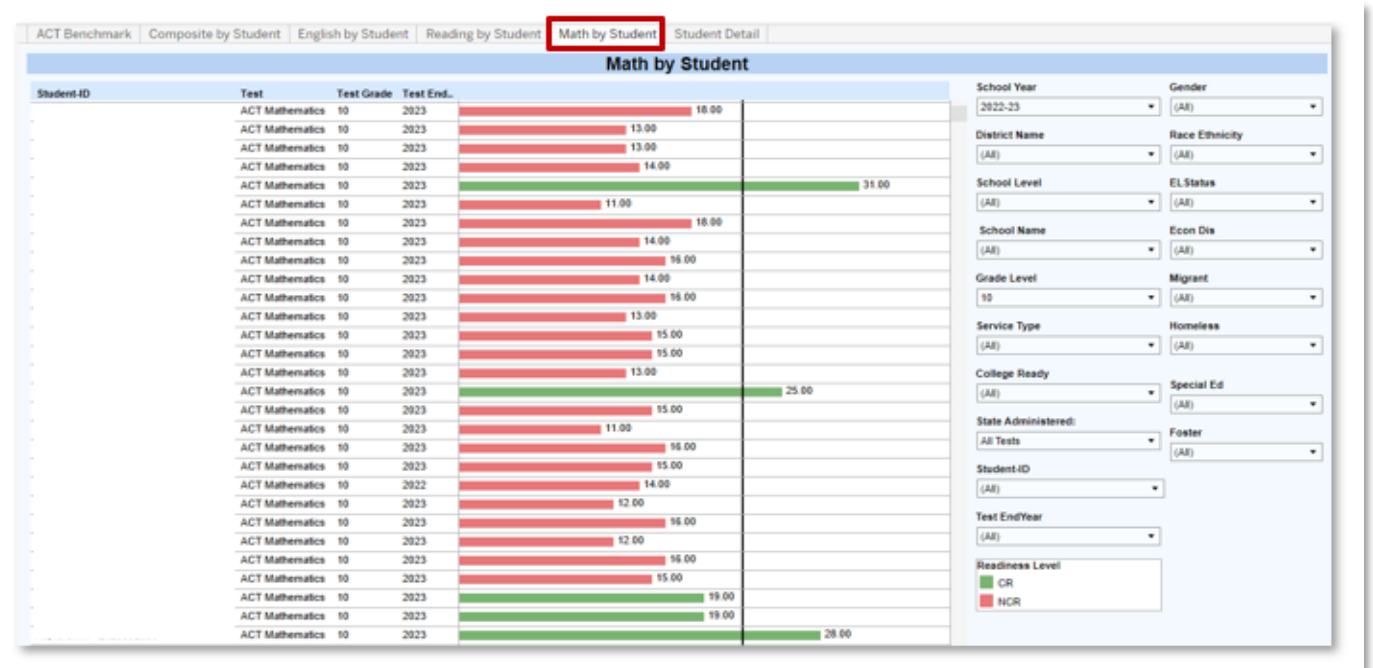 ACT Benchmark Composite by Student English by Student Reading by Student Math by Student Student Detail
Math by Student
Student-ID Test Test Grade Test End..
ACT Mathematics 10 2023 18.00
ACT Mathematics 10 2023 13.00
ACT Mathematics 10 2023 13.00
ACT Mathematics 10 2023 14.00
ACT Mathematics 10 2023 31.00
ACT Mathematics 10 2023 11.00
ACT Mathematics 10 2023 18.00
ACT Mathematics 10 2023 14.00
ACT Mathematics 10 2023 16.00
ACT Mathematics 10 2023 14.00
ACT Mathematics 10 2023 16.00
ACT Mathematics 10 2023 13.00
ACT Mathematics 10 2023 15.00
ACT Mathematics 10 2023 15.00
ACT Mathematics 10 2023 13.00
ACT Mathematics 10 2023 25.00
ACT Mathematics 10 2023 15.00
ACT Mathematics 10 2023 11.00
ACT Mathematics 10 2023 16.00
ACT Mathematics 10 2023 15.00
ACT Mathematics 10 2022 14.00
ACT Mathematics 10 2023 12.00
ACT Mathematics 10 2023 16.00
ACT Mathematics 10 2023 12.00
ACT Mathematics 10 2023 16.00
ACT Mathematics 10 2023 15.00
ACT Mathematics 10 2023 19.00
ACT Mathematics 10 2023 19.00
ACT Mathematics 10 2023 28.00
School Year Gender
2022-23 (All)
District Name Race Ethnicity
(All) (All)
School Level ELStatus
(All) (All)
School Name Econ Dis
(All) (All)
Grade Level Migrant
10 (All)
Service Type Homeless
(All) (All)
College Ready Special Ed
(All) (All)
State Administered: Foster
All Tests (All)
Student-ID
(All)
Test EndYear
(All)
Readiness Level
CR
NCR